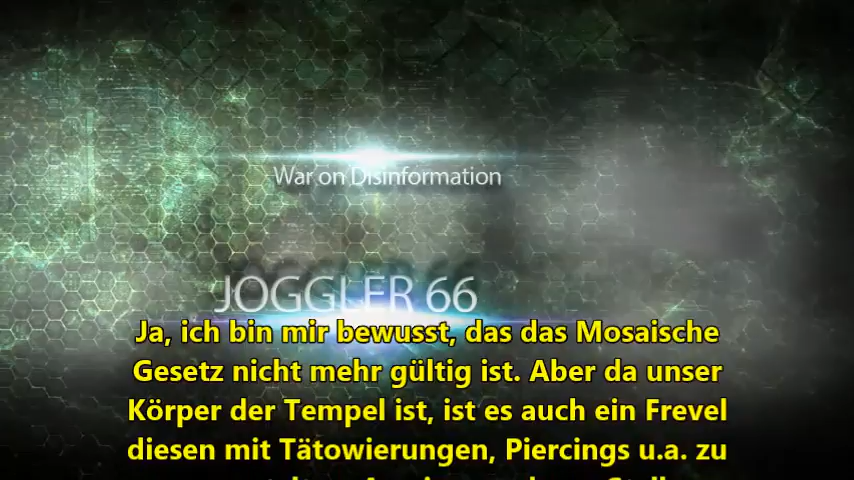 War on Disinformation
JOGGLER 66
Ja, ich bin mir bewusst, das das Mosaische
Gesetz nicht mehr gültig ist. Aber da unser
Körper der Tempel ist, ist es auch ein Frevel
diesen mit Tätowierungen, Piercings u.a. zu